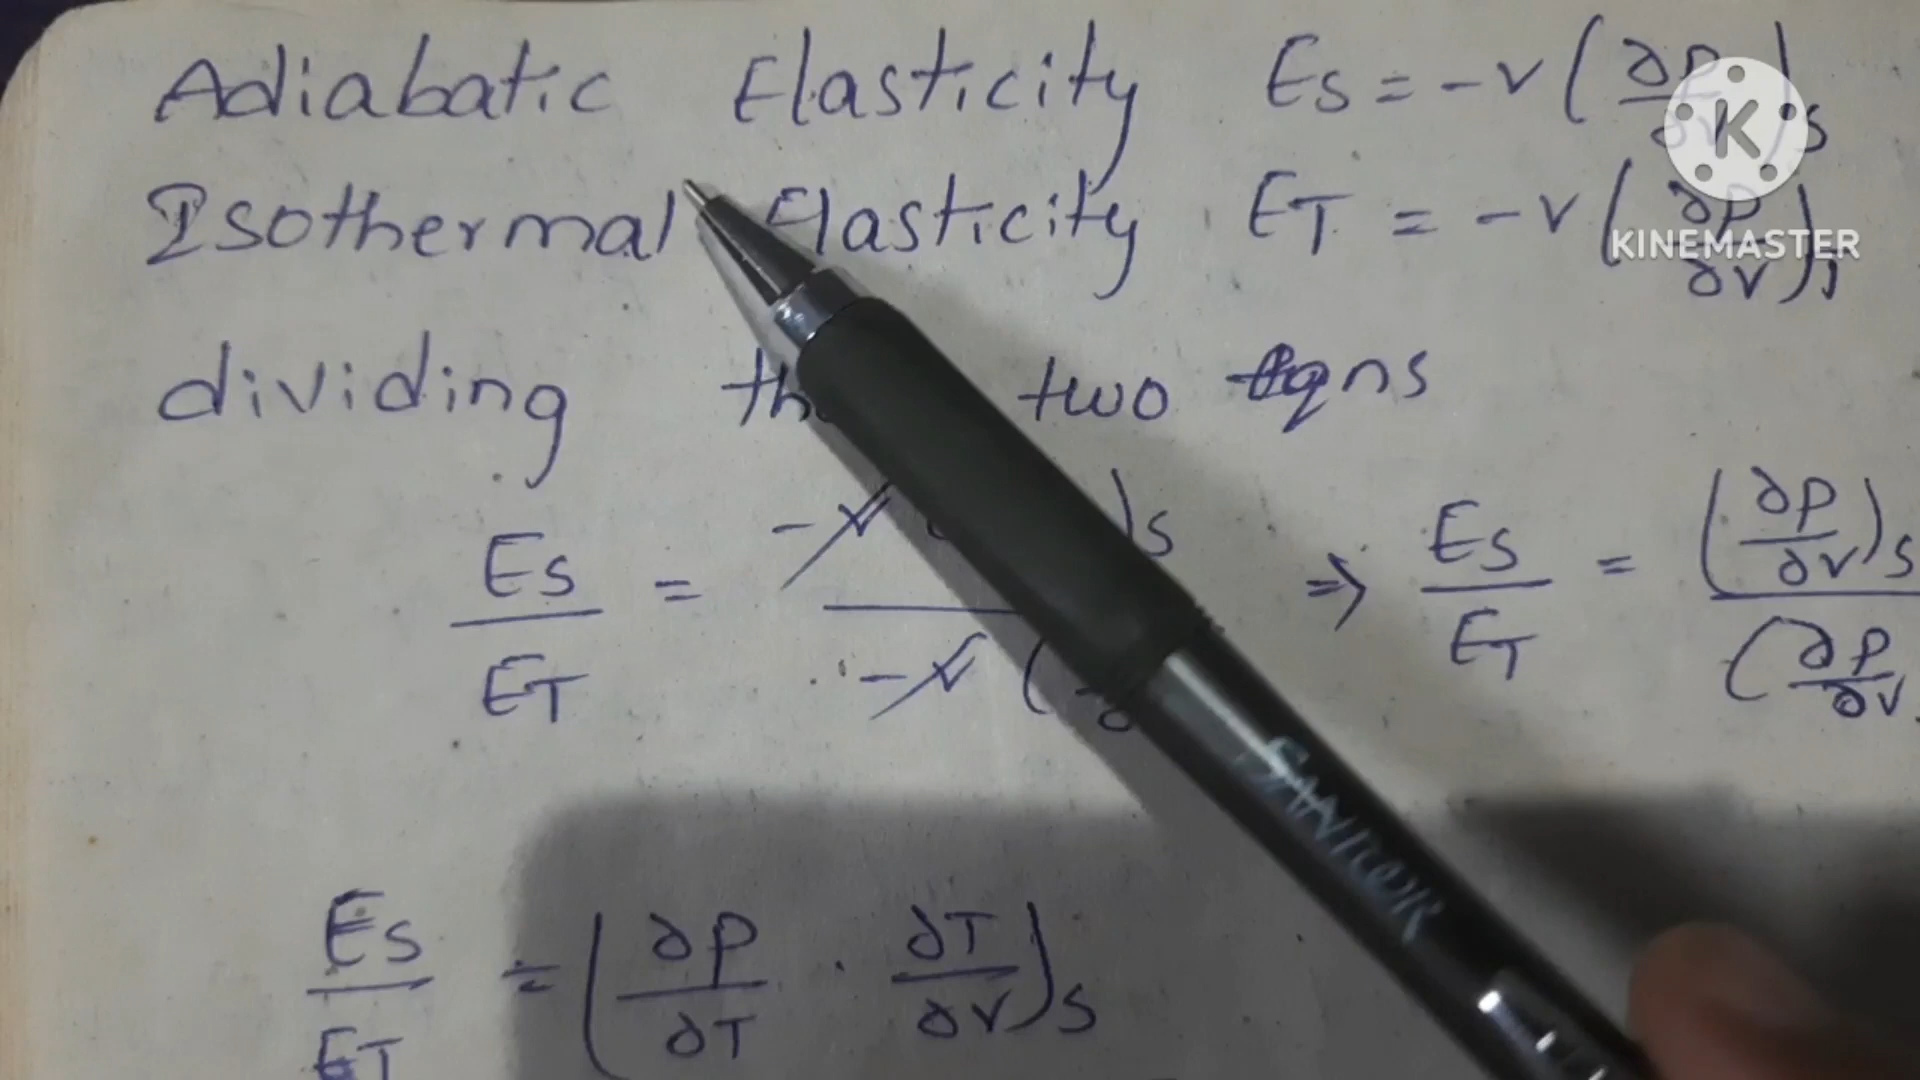 Adiabatic Elasticity Es = -v (∂P/∂v)s
Isothermal Elasticity ET = -v (∂P/∂v)T
K
KINEMASTER
dividing two Eqns
Es/ET = -v )s / -v ( ⇒ Es/ET = (∂P/∂v)s / (∂P/∂v
Es/ET = (∂P/∂T · ∂T/∂v)s